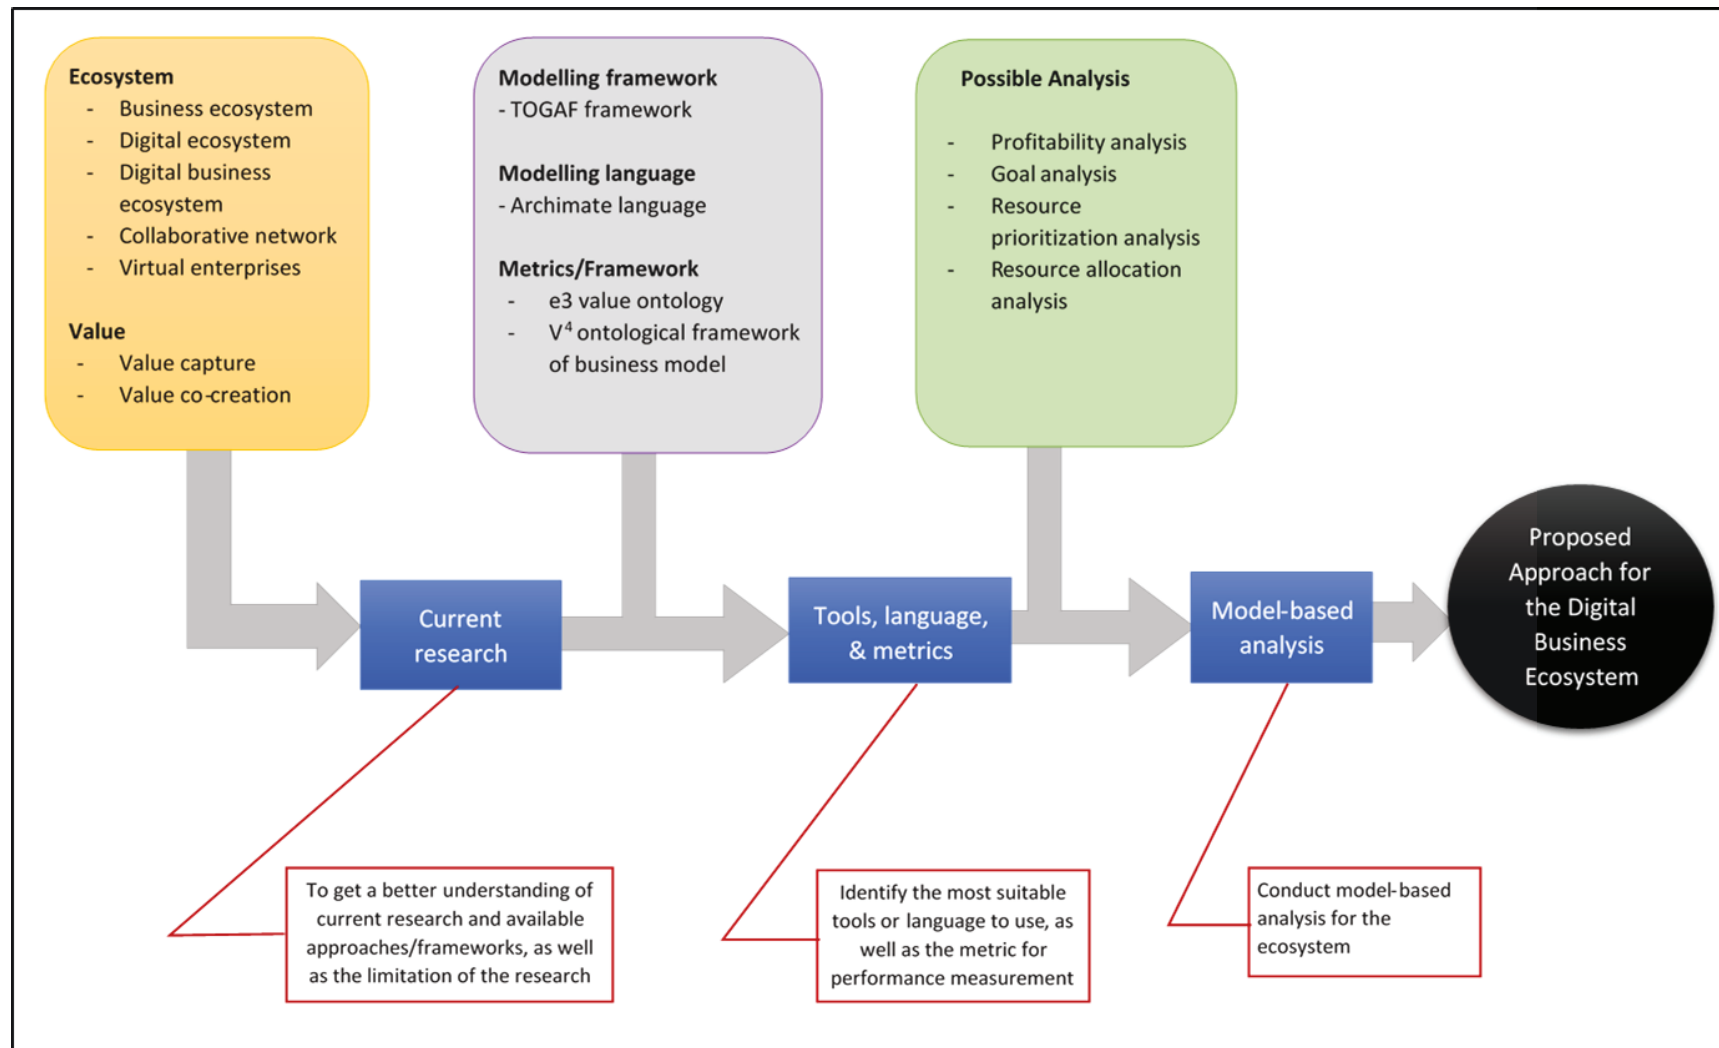 Ecosystem
- Business ecosystem
- Digital ecosystem
- Digital business
ecosystem
- Collaborative network
- Virtual enterprises
Value
- Value capture
- Value co-creation
Modelling framework
- TOGAF framework
Modelling language
- Archimate language
Metrics/Framework
- e3 value ontology
- V⁴ ontological framework
of business model
Possible Analysis
- Profitability analysis
- Goal analysis
- Resource
prioritization analysis
- Resource allocation
analysis
Current
research
Tools, language,
& metrics
Model-based
analysis
Proposed
Approach for
the Digital
Business
Ecosystem
To get a better understanding of
current research and available
approaches/frameworks, as well
as the limitation of the research
Identify the most suitable
tools or language to use, as
well as the metric for
performance measurement
Conduct model-based
analysis for the
ecosystem